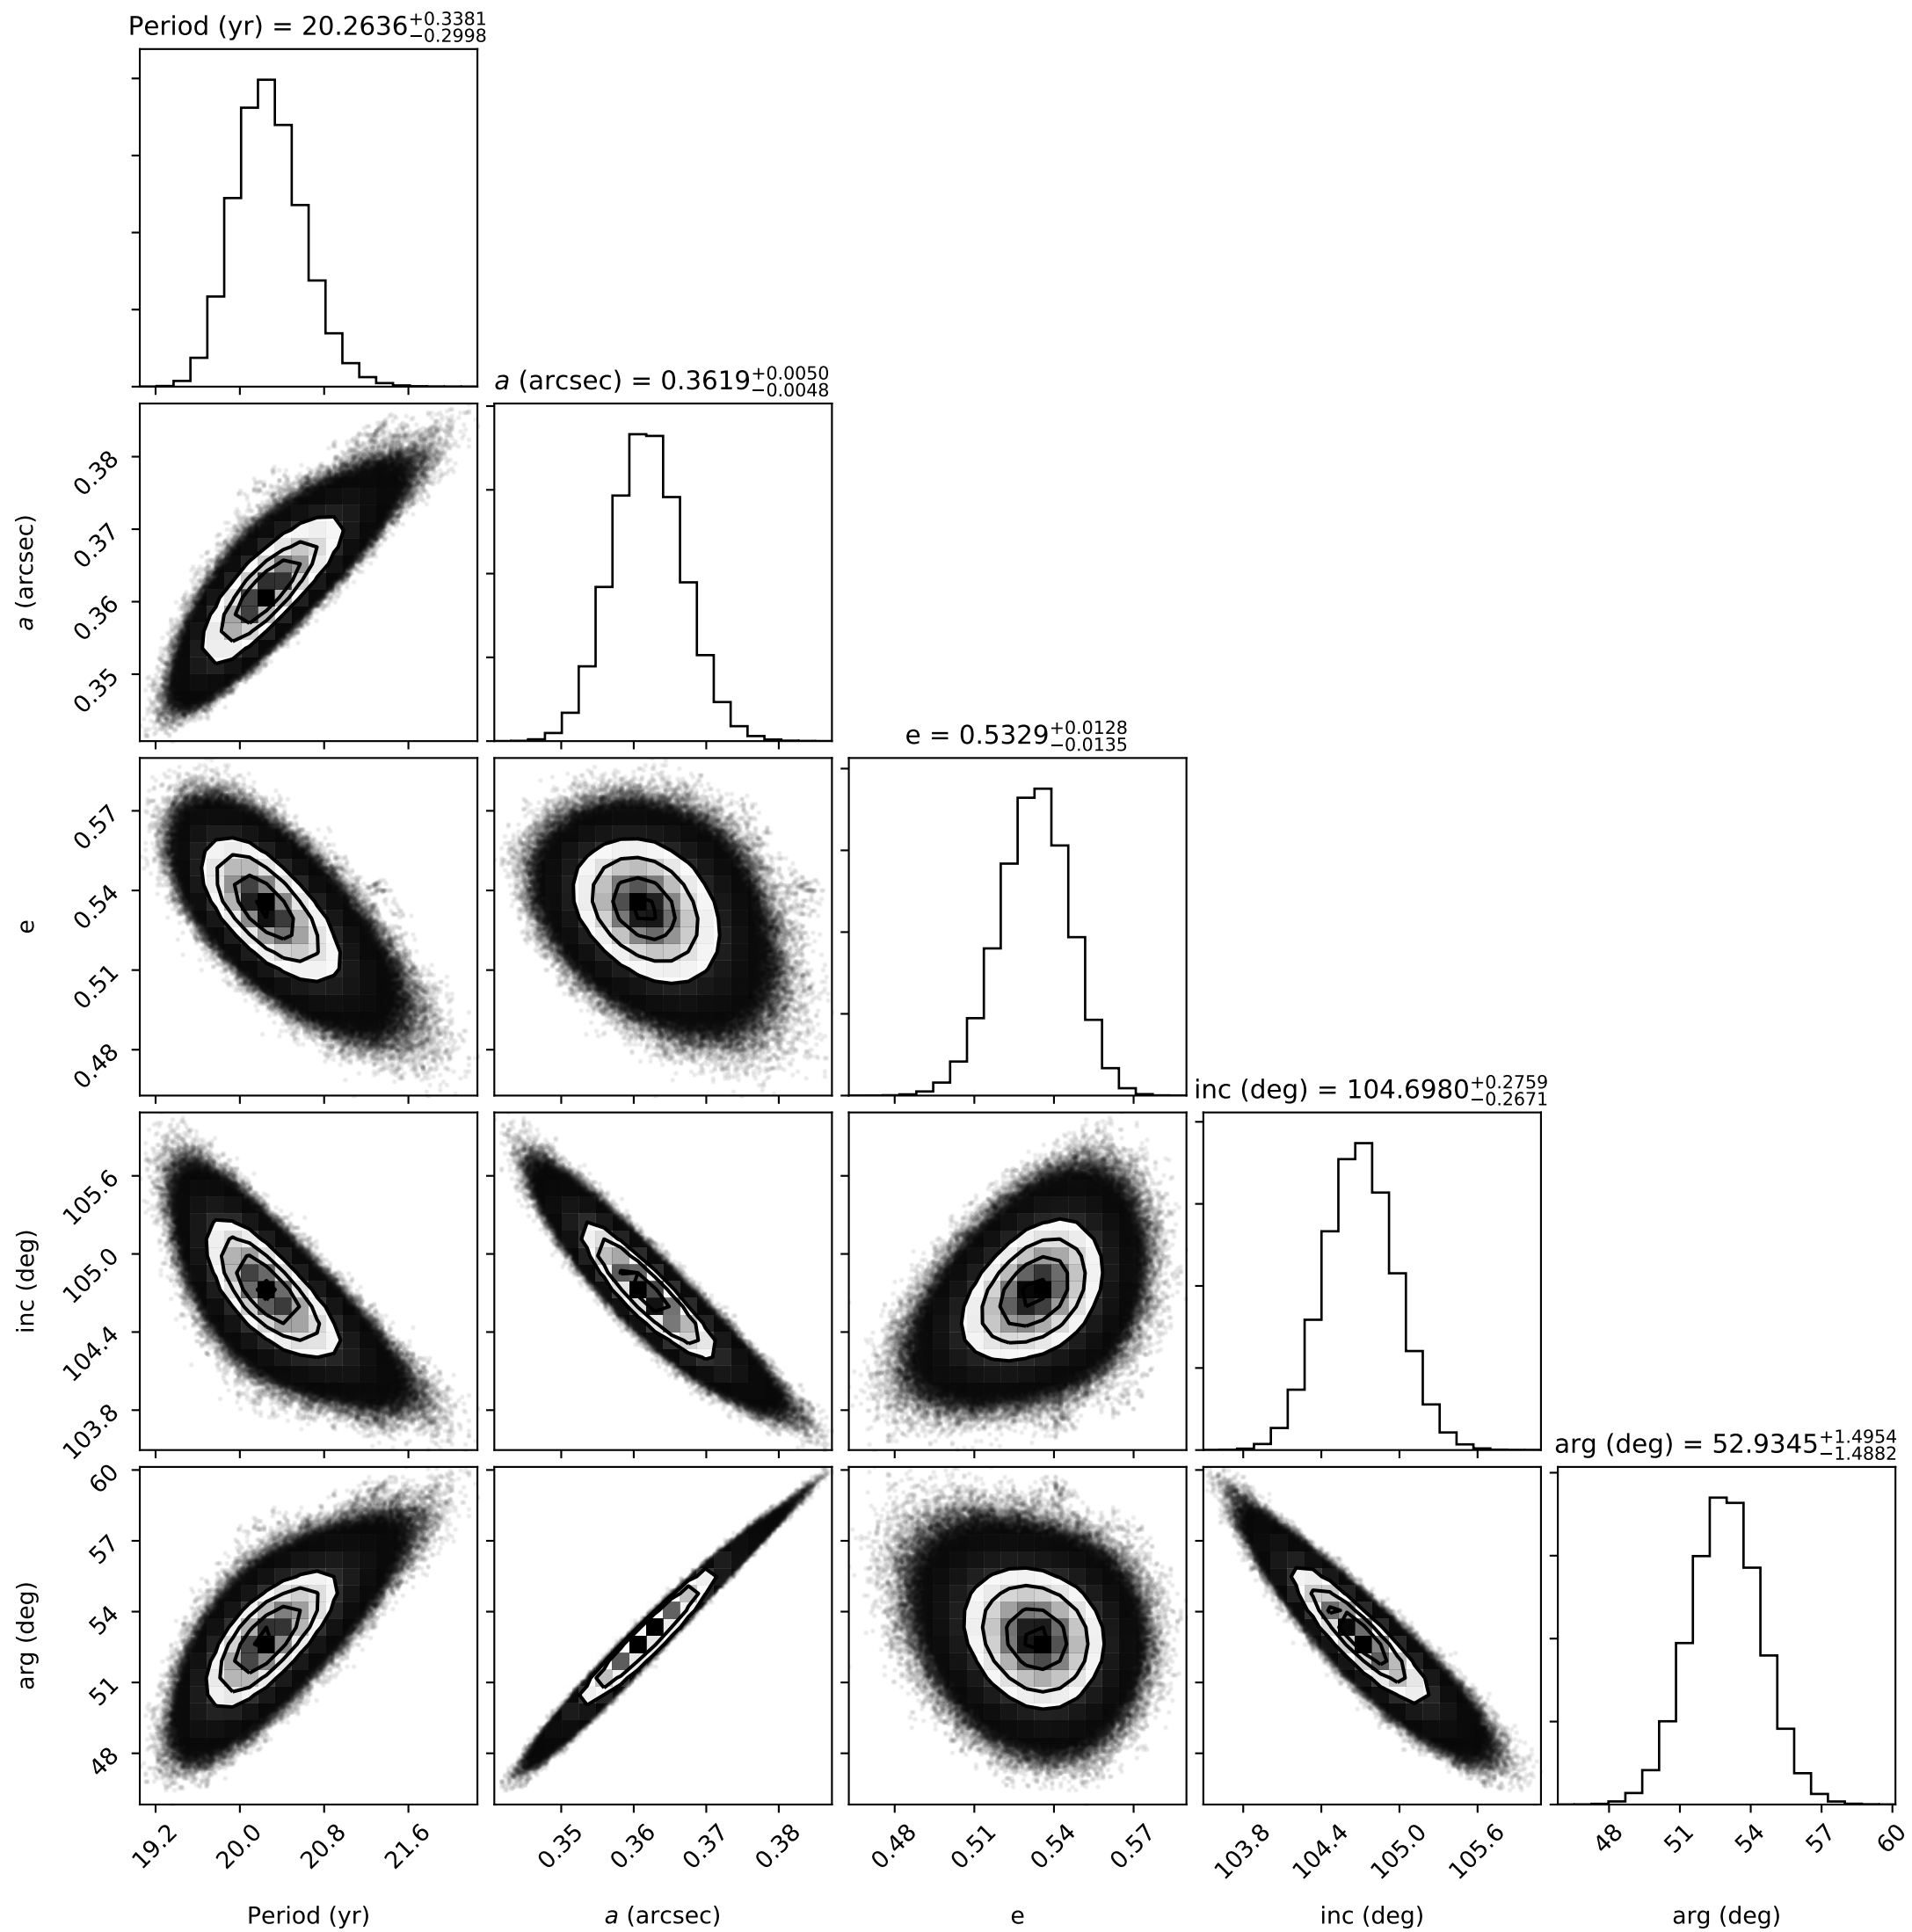 Period (yr) = 20.2636+0.3381−0.2998
a (arcsec) = 0.3619+0.0050−0.0048
0.38
0.37
0.36
0.35
a (arcsec)
e = 0.5329+0.0128−0.0135
0.57
0.54
0.51
0.48
e
inc (deg) = 104.6980+0.2759−0.2671
105.6
105.0
104.4
103.8
inc (deg)
arg (deg) = 52.9345+1.4954−1.4882
60
57
54
51
48
arg (deg)
19.2 20.0 20.8 21.6 0.35 0.36 0.37 0.38 0.48 0.51 0.54 0.57 103.8 104.4 105.0 105.6 48 51 54 57 60
Period (yr) a (arcsec) e inc (deg) arg (deg)